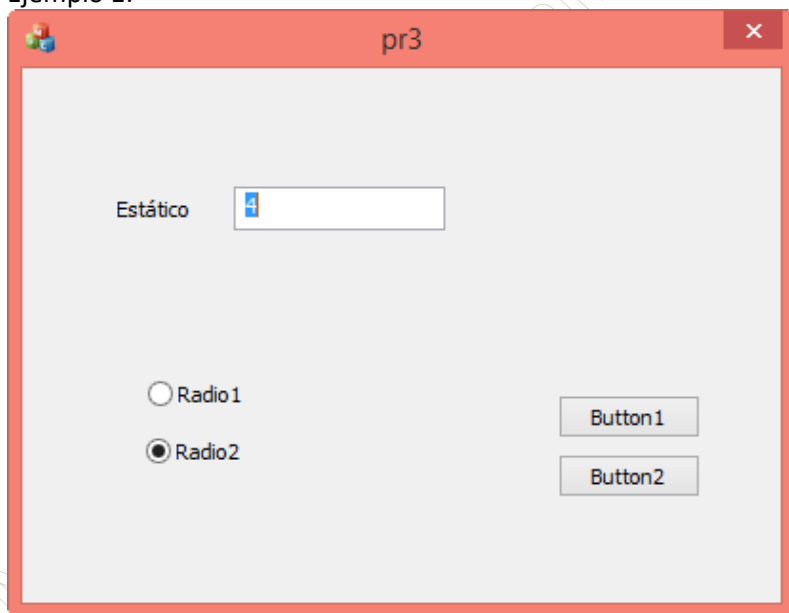 Ejemplo 1.
pr3
Estático 4
Radio1
Button1
Radio2
Button2